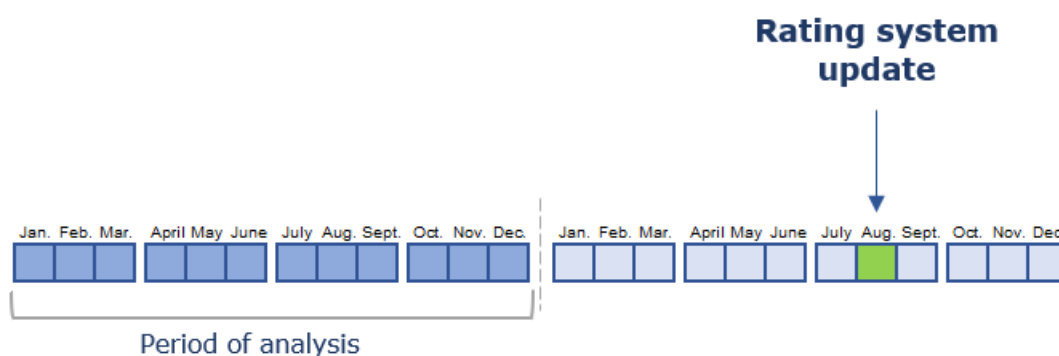 Rating system
update
Jan. Feb. Mar. April May June July Aug. Sept. Oct. Nov. Dec. Jan. Feb. Mar. April May June July Aug. Sept. Oct. Nov. Dec
Period of analysis